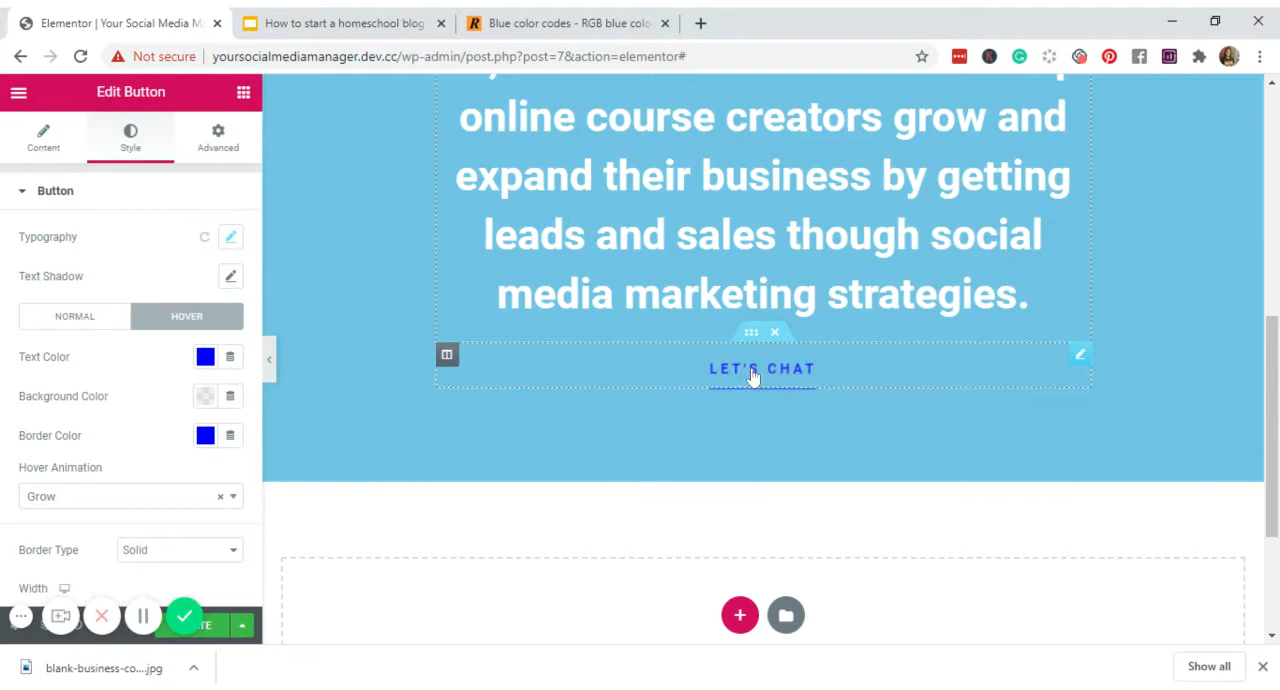 Elementor | Your Social Media M
How to start a homeschool blog
Blue color codes - RGB blue colo
Not secure
yoursocialmediamanager.dev.cc/wp-admin/post.php?post=7&action=elementor#
Edit Button
Content
Style
Advanced
Button
Typography
Text Shadow
NORMAL
HOVER
Text Color
Background Color
Border Color
Hover Animation
Grow
Border Type
Solid
Width
TE
online course creators grow and
expand their business by getting
leads and sales though social
media marketing strategies.
LET'S CHAT
blank-business-co....jpg
Show all